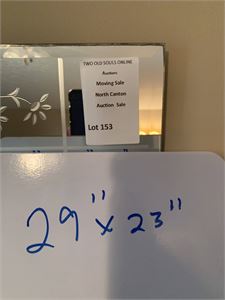 TWO OLD SOULS ONLINE
Auctions
Moving Sale
North Canton
Auction Sale
Lot 153
29" x 23"